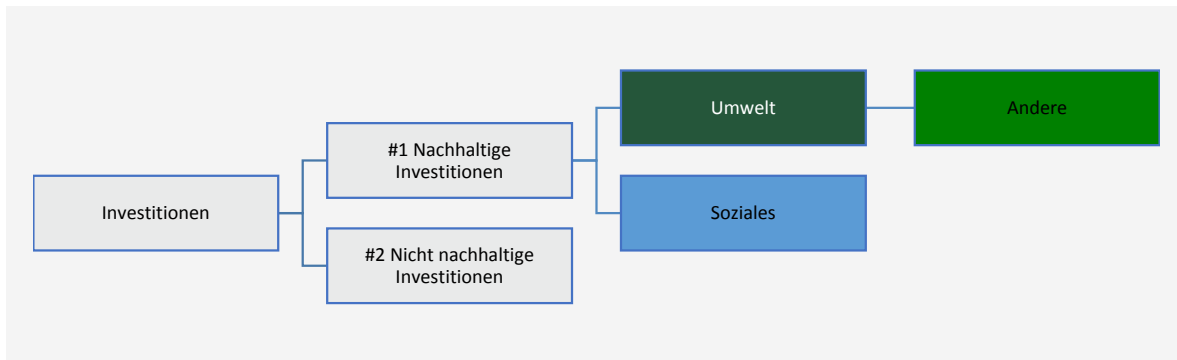 Umwelt
Andere
#1 Nachhaltige
Investitionen
Investitionen
Soziales
#2 Nicht nachhaltige
Investitionen